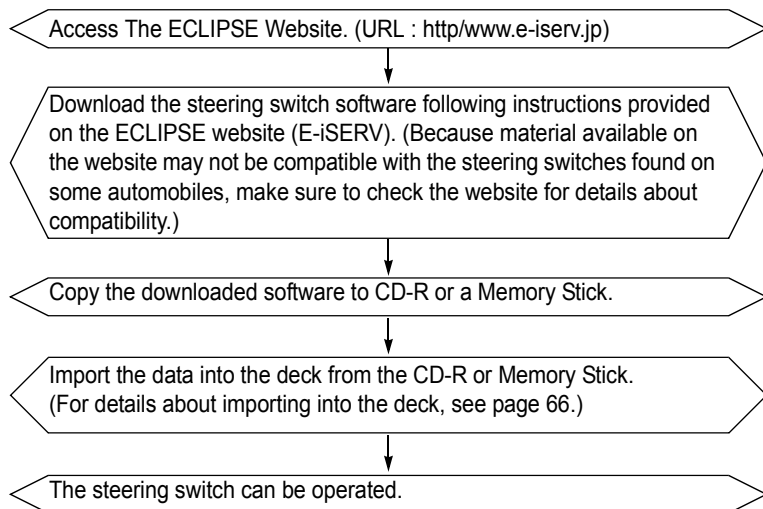 Access The ECLIPSE Website. (URL : http/www.e-iserv.jp)
Download the steering switch software following instructions provided
on the ECLIPSE website (E-iSERV). (Because material available on
the website may not be compatible with the steering switches found on
some automobiles, make sure to check the website for details about
compatibility.)
Copy the downloaded software to CD-R or a Memory Stick.
Import the data into the deck from the CD-R or Memory Stick.
(For details about importing into the deck, see page 66.)
The steering switch can be operated.